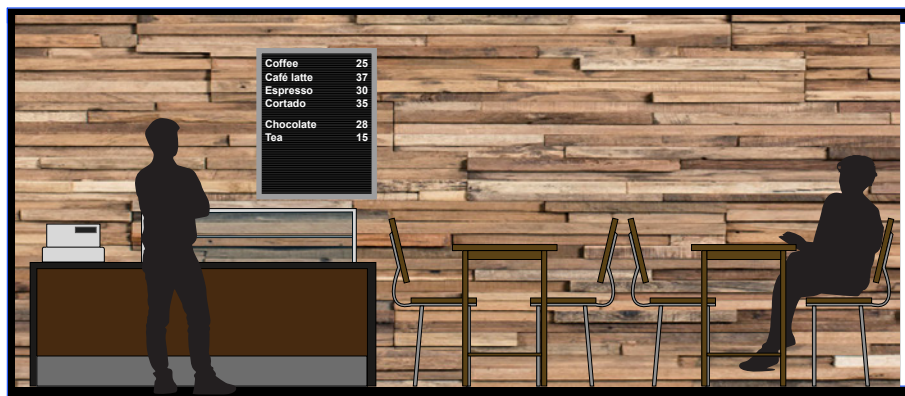 Coffee 25
Café latte 37
Espresso 30
Cortado 35
Chocolate 28
Tea 15